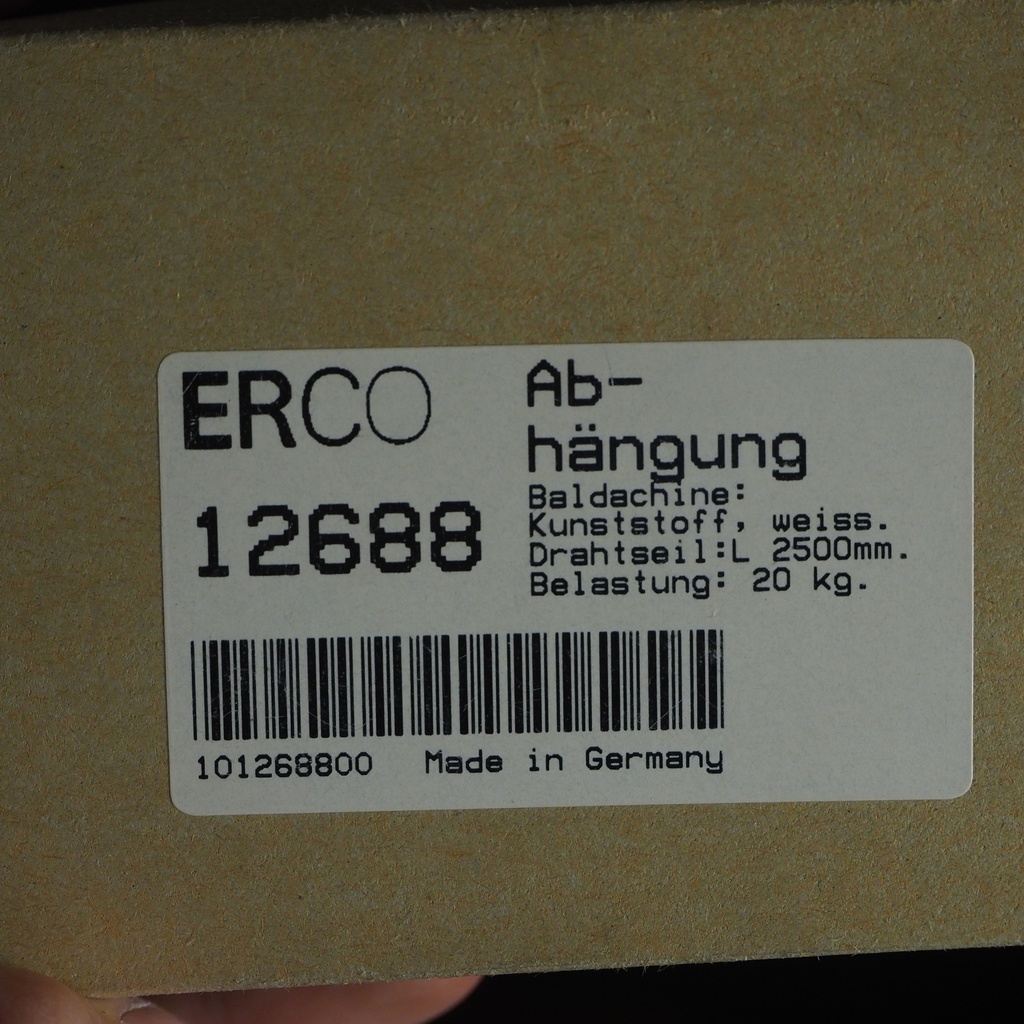 ERCO
12688
Ab-
hängung
Baldachine:
Kunststoff, weiss.
Drahtseil:L 2500mm.
Belastung: 20 kg.
101268800 Made in Germany